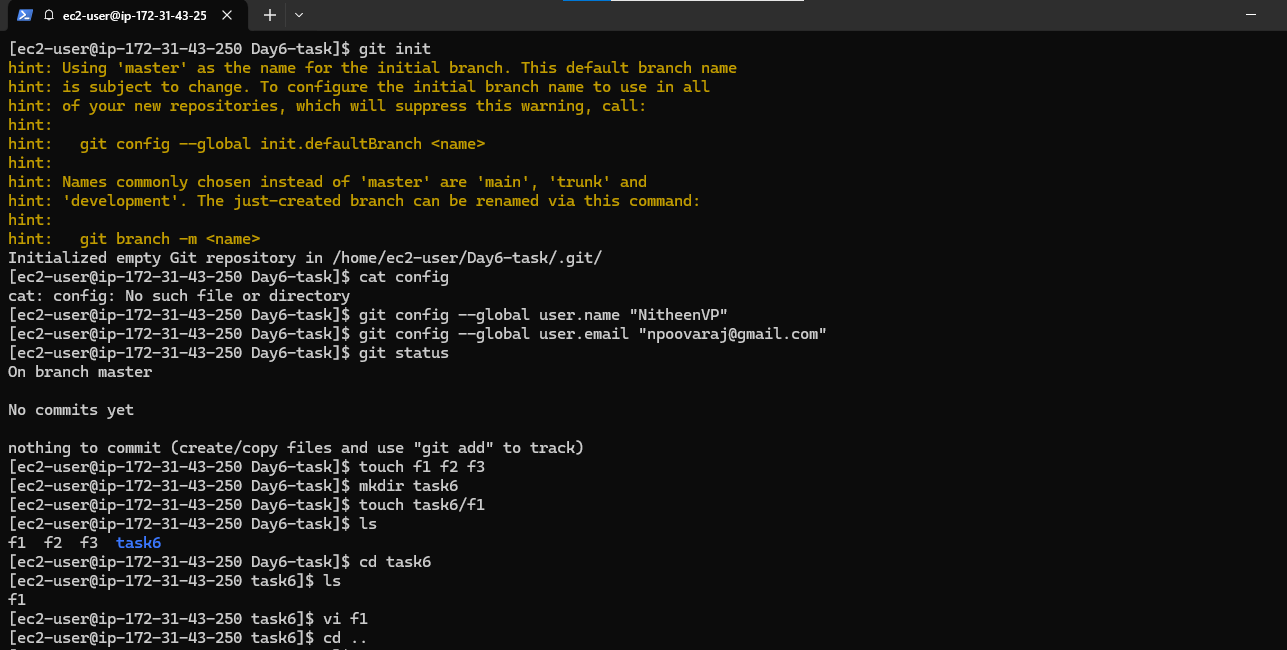 ec2-user@ip-172-31-43-25
[ec2-user@ip-172-31-43-250 Day6-task]$ git init
hint: Using 'master' as the name for the initial branch. This default branch name
hint: is subject to change. To configure the initial branch name to use in all
hint: of your new repositories, which will suppress this warning, call:
hint:
hint:   git config --global init.defaultBranch <name>
hint:
hint: Names commonly chosen instead of 'master' are 'main', 'trunk' and
hint: 'development'. The just-created branch can be renamed via this command:
hint:
hint:   git branch -m <name>
Initialized empty Git repository in /home/ec2-user/Day6-task/.git/
[ec2-user@ip-172-31-43-250 Day6-task]$ cat config
cat: config: No such file or directory
[ec2-user@ip-172-31-43-250 Day6-task]$ git config --global user.name "NitheenVP"
[ec2-user@ip-172-31-43-250 Day6-task]$ git config --global user.email "npoovaraj@gmail.com"
[ec2-user@ip-172-31-43-250 Day6-task]$ git status
On branch master
No commits yet
nothing to commit (create/copy files and use "git add" to track)
[ec2-user@ip-172-31-43-250 Day6-task]$ touch f1 f2 f3
[ec2-user@ip-172-31-43-250 Day6-task]$ mkdir task6
[ec2-user@ip-172-31-43-250 Day6-task]$ touch task6/f1
[ec2-user@ip-172-31-43-250 Day6-task]$ ls
f1  f2  f3  task6
[ec2-user@ip-172-31-43-250 Day6-task]$ cd task6
[ec2-user@ip-172-31-43-250 task6]$ ls
f1
[ec2-user@ip-172-31-43-250 task6]$ vi f1
[ec2-user@ip-172-31-43-250 task6]$ cd ..